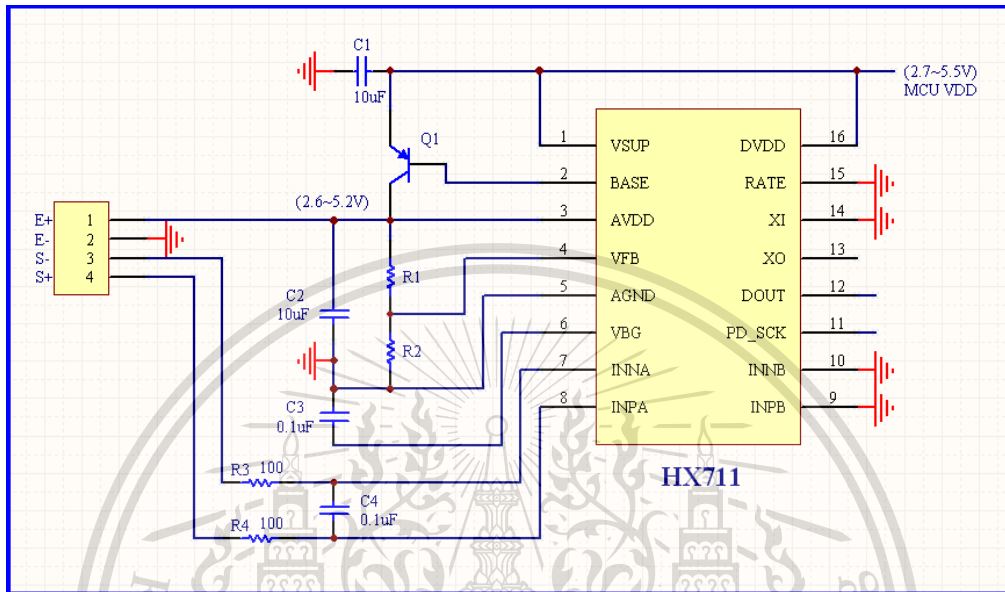 C1
10uF
(2.7~5.5V)
MCU VDD
Q1
1 VSUP DVDD 16
2 BASE RATE 15
(2.6~5.2V)
3 AVDD XI 14
4 VFB XO 13
5 AGND DOUT 12
6 VBG PD_SCK 11
7 INNA INNB 10
8 INPA INPB 9
HX711
E+ 1
E- 2
S- 3
S+ 4
R1
C2
10uF
R2
C3
0.1uF
R3 100
C4
0.1uF
R4 100